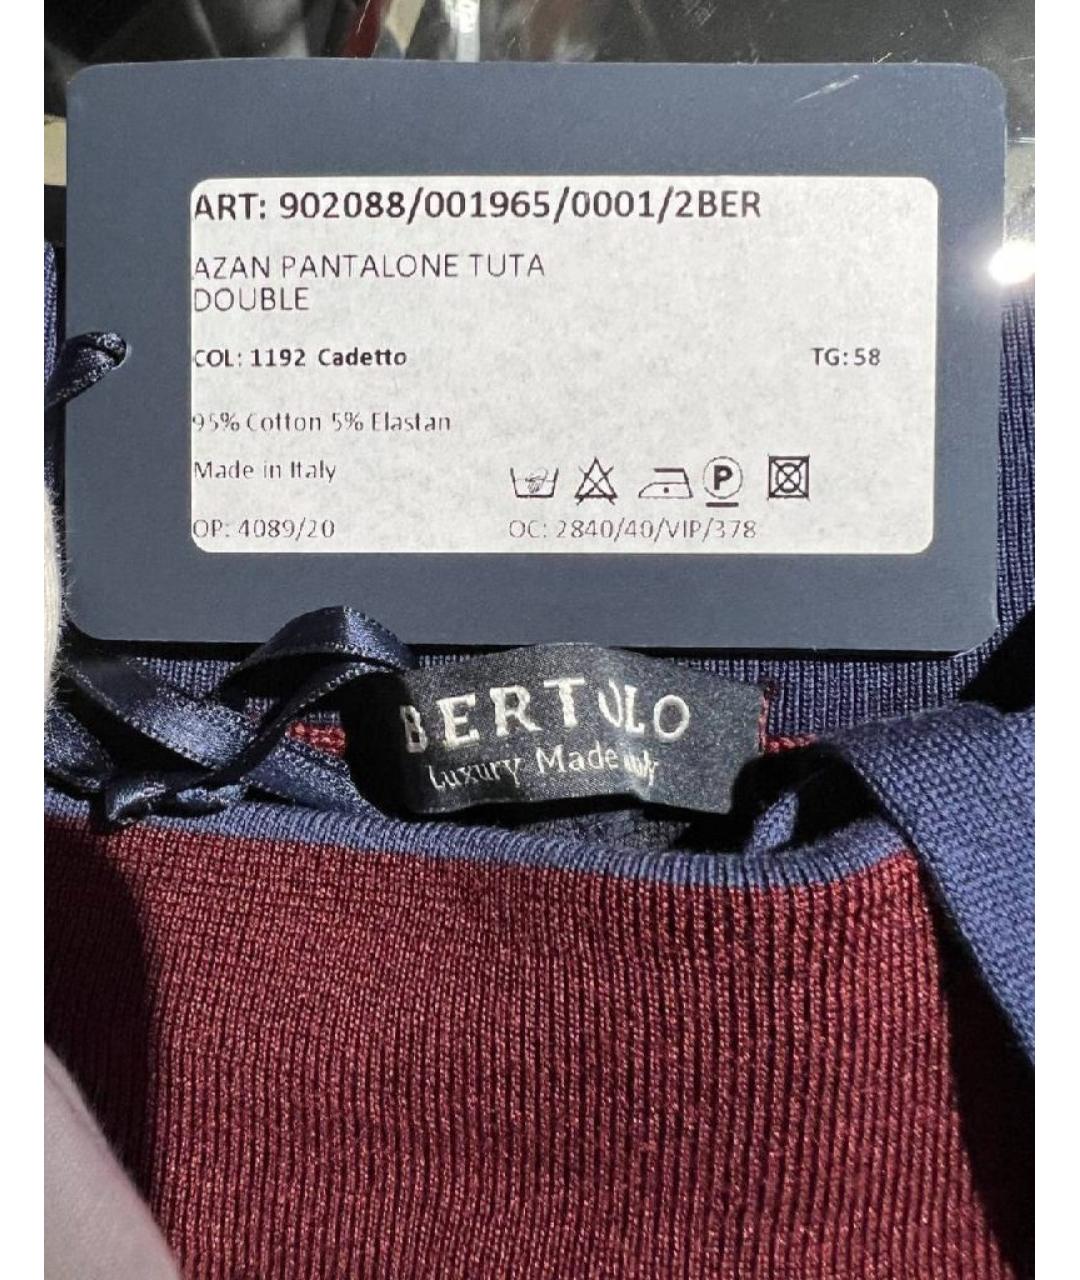 ART: 902088/001965/0001/2BER
AZAN PANTALONE TUTA
DOUBLE
COL: 1192 Cadetto TG: 58
95% Cotton 5% Elastan
Made in Italy
P
OP: 4089/20 OC: 2840/40/VIP/378
BERTOLO
Luxury Made